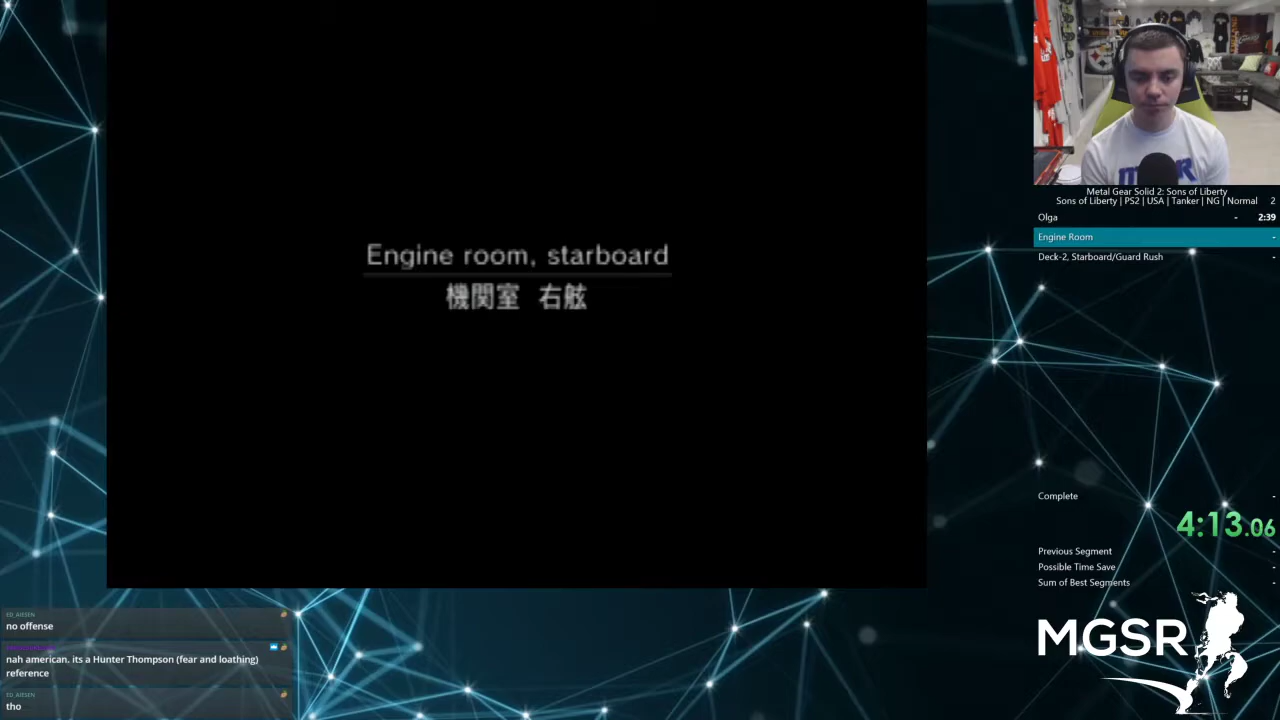 Engine room, starboard
機関室 右舷
Metal Gear Solid 2: Sons of Liberty
Sons of Liberty | PS2 | USA | Tanker | NG | Normal 2
Olga - 2:39
Engine Room -
Deck-2, Starboard/Guard Rush -
Complete -
4:13.06
Previous Segment -
Possible Time Save -
Sum of Best Segments -
MGSR
ED_AIESEN
no offense
nah american. its a Hunter Thompson (fear and loathing)
reference
ED_AIESEN
tho